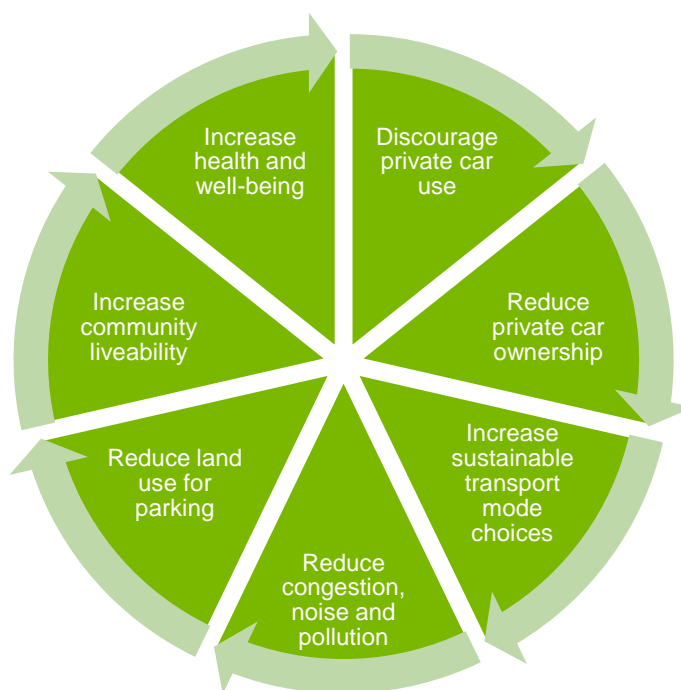 Discourage
private car
use
Reduce
private car
ownership
Increase
sustainable
transport
mode
choices
Reduce
congestion,
noise and
pollution
Reduce land
use for
parking
Increase
community
liveability
Increase
health and
well-being